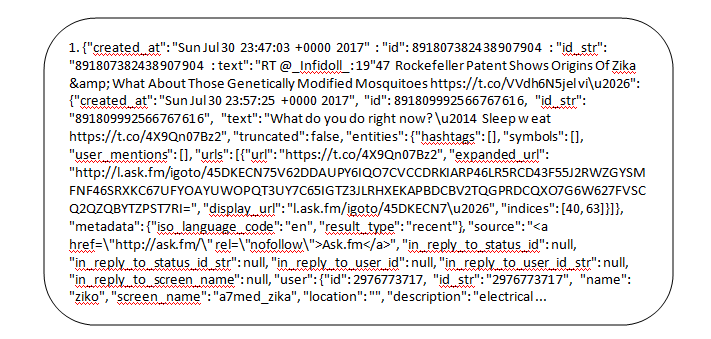 1. {"created_at": "Sun Jul 30 23:47:03 +0000 2017" : "id": 891807382438907904 : "id_str":
"891807382438907904 : text": "RT @_Infidoll_: 19"47 Rockefeller Patent Shows Origins Of Zika
&amp; What About Those Genetically Modified Mosquitoes https://t.co/VVdh6N5jelvi\u2026":
{"created_at": "Sun Jul 30 23:57:25 +0000 2017", "id": 891809992566767616, "id_str":
"891809992566767616", "text": "What do you do right now? \u2014 Sleep w eat
https://t.co/4X9Qn07Bz2", "truncated": false, "entities": {"hashtags": [], "symbols": [],
"user_mentions": [], "urls": [{"url": "https://t.co/4X9Qn07Bz2", "expanded_url":
"http://l.ask.fm/igoto/45DKECN75V62DDAUPY6IQO7CVCCDRKIARP46LR5RCD43F55J2RWZGYSM
FNF46SRXKC67UFYOAYUWOPQT3UY7C65IGTZ3JLRHXEKAPBDCBV2TQGPRDCQXO7G6W627FVSC
Q2QZQBYTZPST7RI=", "display_url": "l.ask.fm/igoto/45DKECN7\u2026", "indices": [40, 63]}]},
"metadata": {"iso_language_code": "en", "result_type": "recent"}, "source": "<a
href=\"http://ask.fm/\" rel=\"nofollow\">Ask.fm</a>", "in_reply_to_status_id": null,
"in_reply_to_status_id_str": null, "in_reply_to_user_id": null, "in_reply_to_user_id_str": null,
"in_reply_to_screen_name": null, "user": {"id": 2976773717, "id_str": "2976773717", "name":
"ziko", "screen_name": "a7med_zika", "location": "", "description": "electrical ...